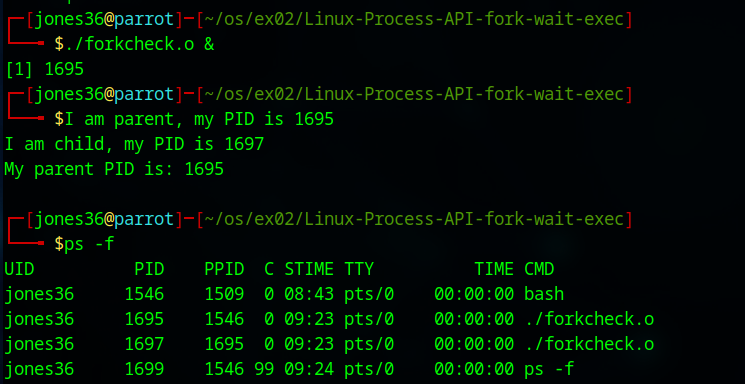 ┌─[jones36@parrot]─[~/os/ex02/Linux-Process-API-fork-wait-exec]
└──╼ $./forkcheck.o &
[1] 1695
┌─[jones36@parrot]─[~/os/ex02/Linux-Process-API-fork-wait-exec]
└──╼ $I am parent, my PID is 1695
I am child, my PID is 1697
My parent PID is: 1695
┌─[jones36@parrot]─[~/os/ex02/Linux-Process-API-fork-wait-exec]
└──╼ $ps -f
UID          PID    PPID  C STIME TTY          TIME CMD
jones36     1546    1509  0 08:43 pts/0    00:00:00 bash
jones36     1695    1546  0 09:23 pts/0    00:00:00 ./forkcheck.o
jones36     1697    1695  0 09:23 pts/0    00:00:00 ./forkcheck.o
jones36     1699    1546 99 09:24 pts/0    00:00:00 ps -f